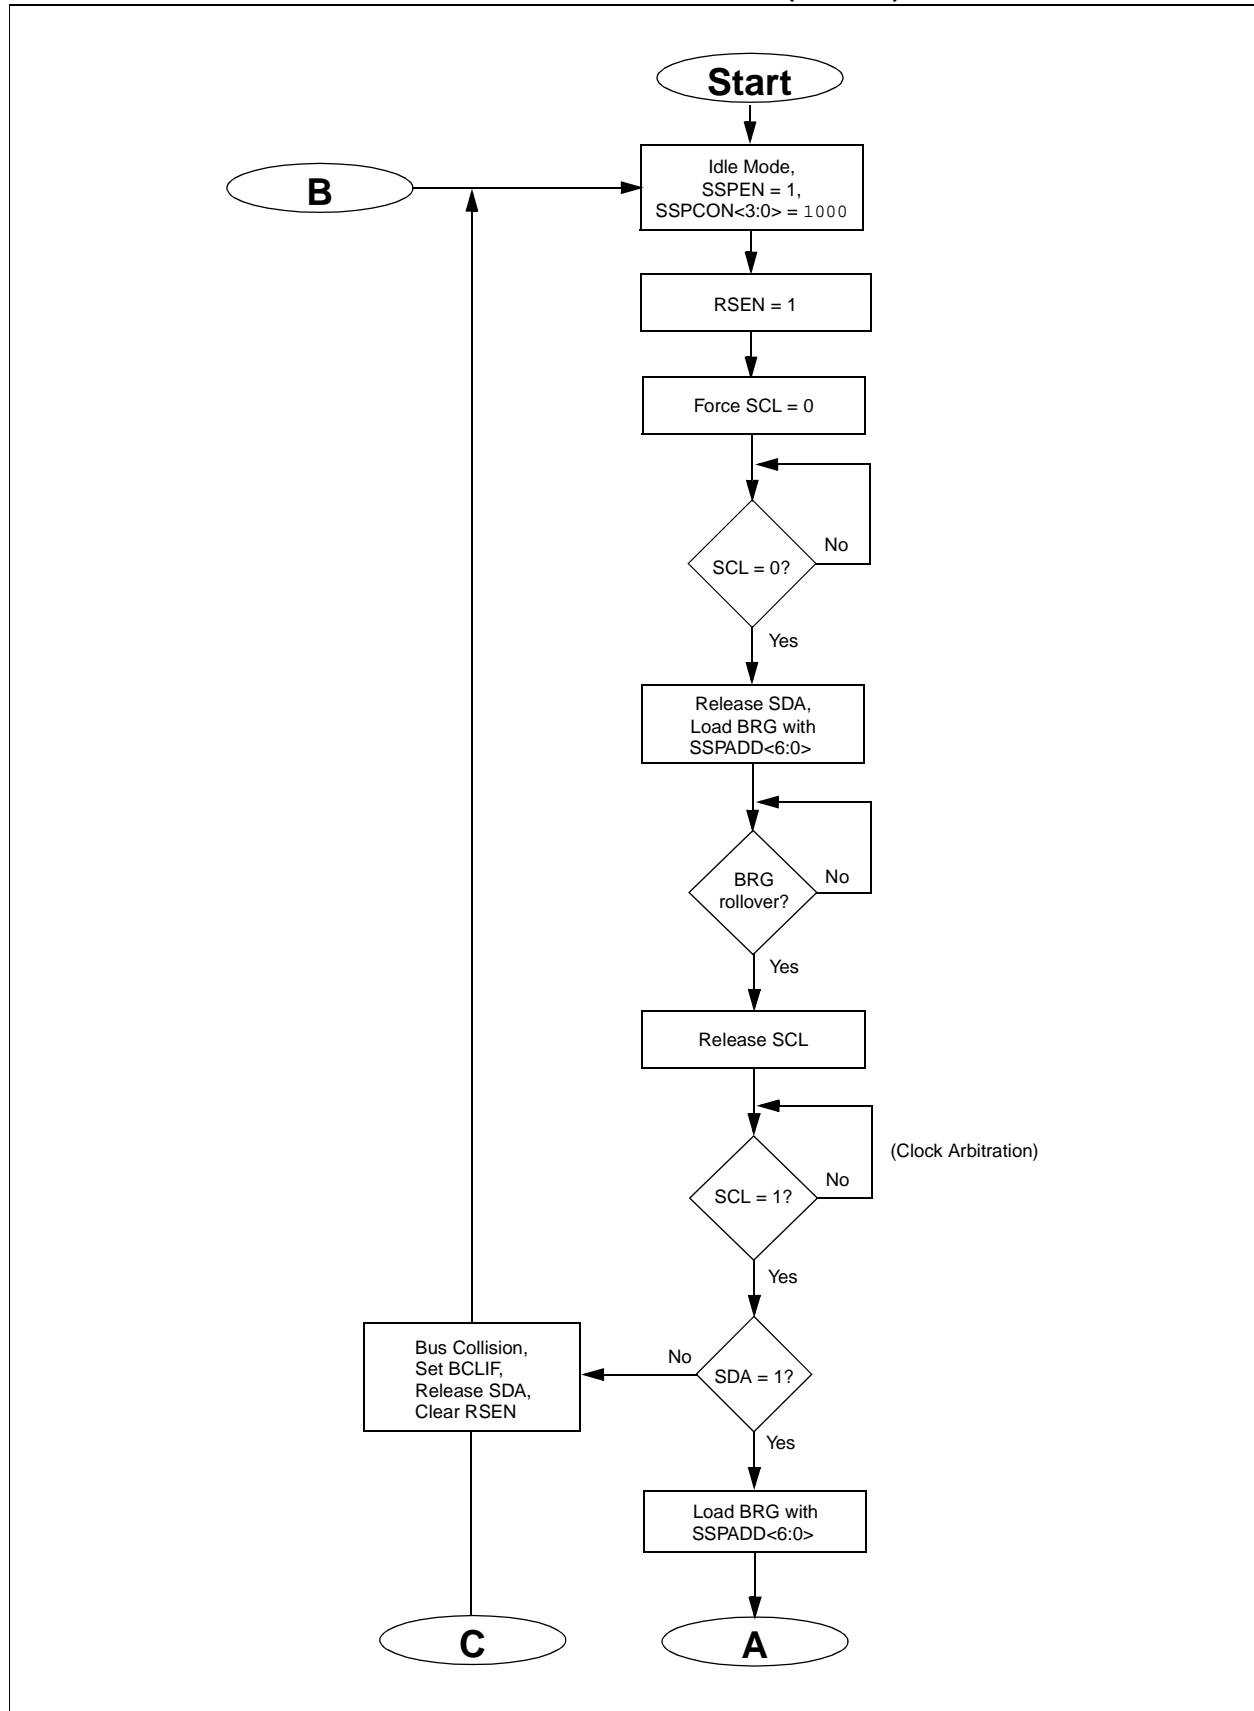 Start
B
Idle Mode,
SSPEN = 1,
SSPCON<3:0> = 1000
RSEN = 1
Force SCL = 0
No
SCL = 0?
Yes
Release SDA,
Load BRG with
SSPADD<6:0>
No
BRG
rollover?
Yes
Release SCL
(Clock Arbitration)
No
SCL = 1?
Yes
Bus Collision,
Set BCLIF,
Release SDA,
Clear RSEN
No
SDA = 1?
Yes
Load BRG with
SSPADD<6:0>
C
A